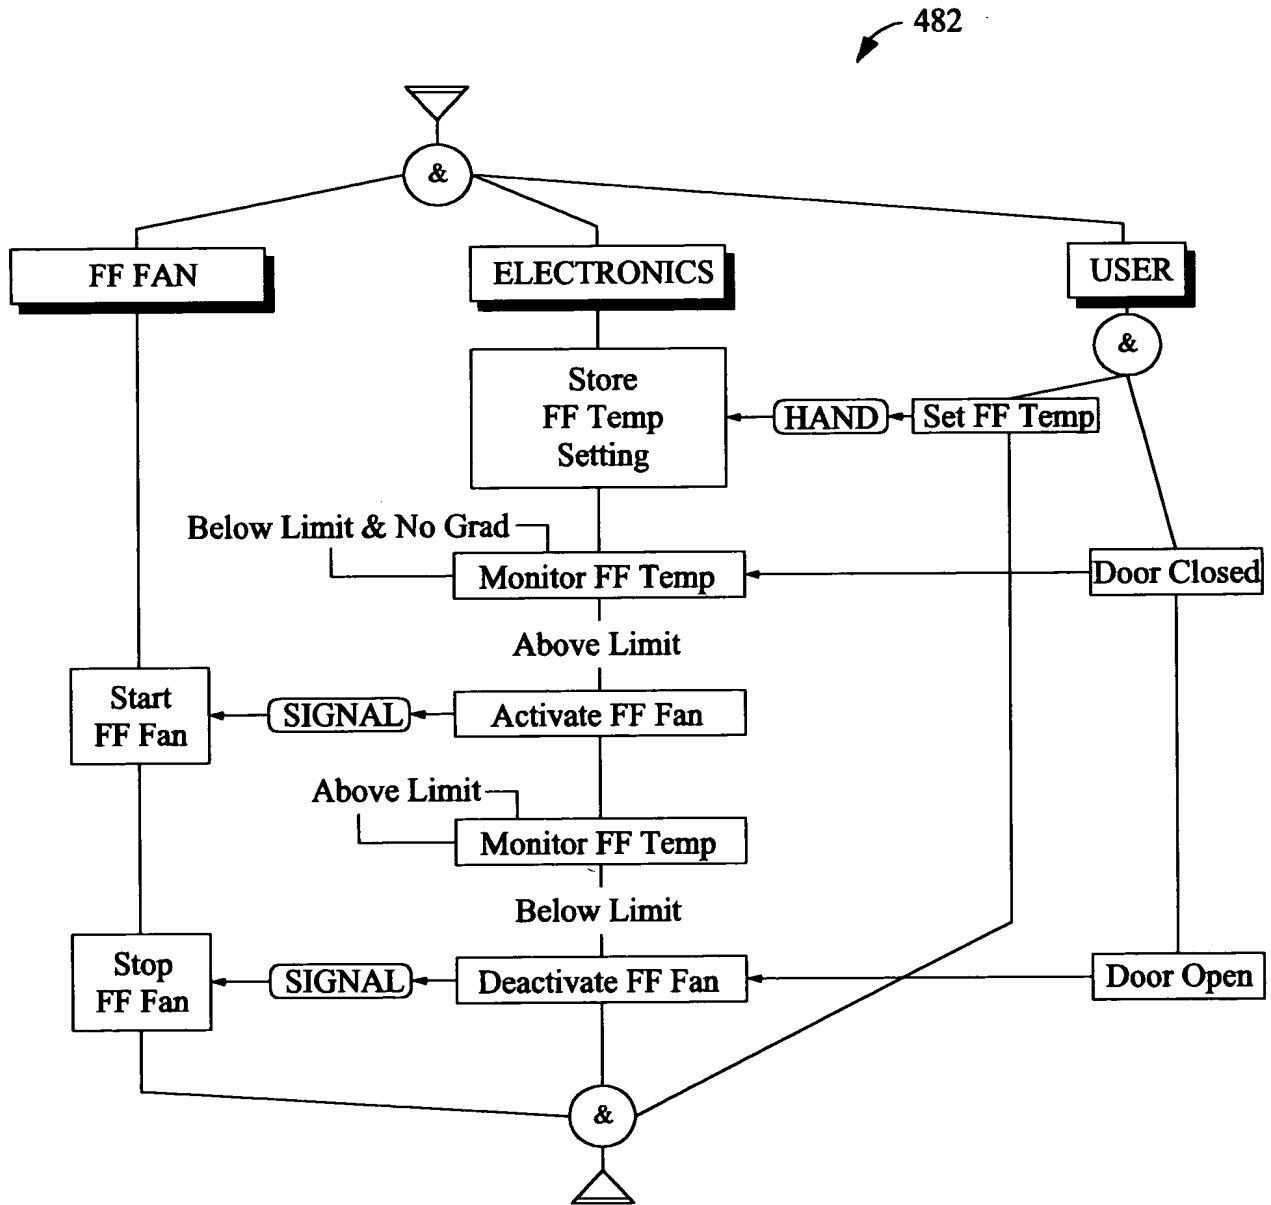 482
&
FF FAN
ELECTRONICS
USER
&
Store
FF Temp
Setting
HAND
Set FF Temp
Below Limit & No Grad
Monitor FF Temp
Door Closed
Above Limit
Start
FF Fan
SIGNAL
Activate FF Fan
Above Limit
Monitor FF Temp
Below Limit
Stop
FF Fan
SIGNAL
Deactivate FF Fan
Door Open
&